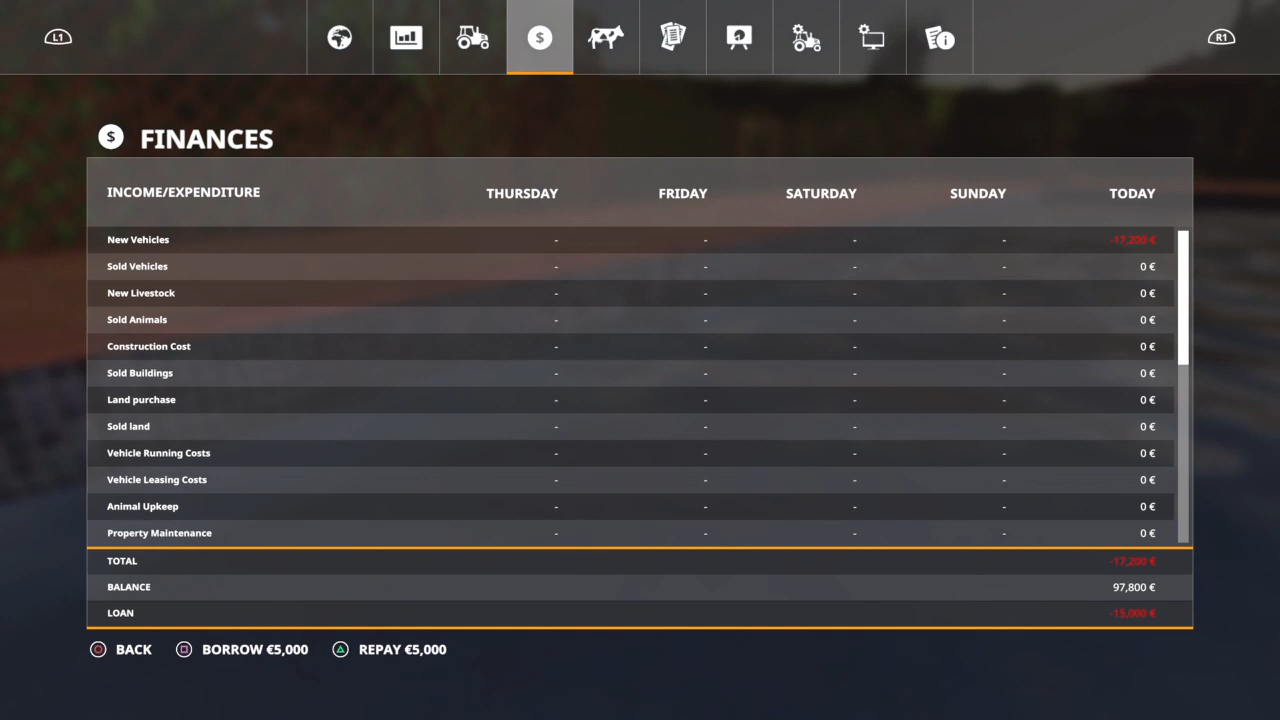 L1 $ R1
$ FINANCES
INCOME/EXPENDITURE THURSDAY FRIDAY SATURDAY SUNDAY TODAY
New Vehicles - - - - -17,200 €
Sold Vehicles - - - - 0 €
New Livestock - - - - 0 €
Sold Animals - - - - 0 €
Construction Cost - - - - 0 €
Sold Buildings - - - - 0 €
Land purchase - - - - 0 €
Sold land - - - - 0 €
Vehicle Running Costs - - - - 0 €
Vehicle Leasing Costs - - - - 0 €
Animal Upkeep - - - - 0 €
Property Maintenance - - - - 0 €
TOTAL -17,200 €
BALANCE 97,800 €
LOAN -15,000 €
BACK BORROW €5,000 REPAY €5,000